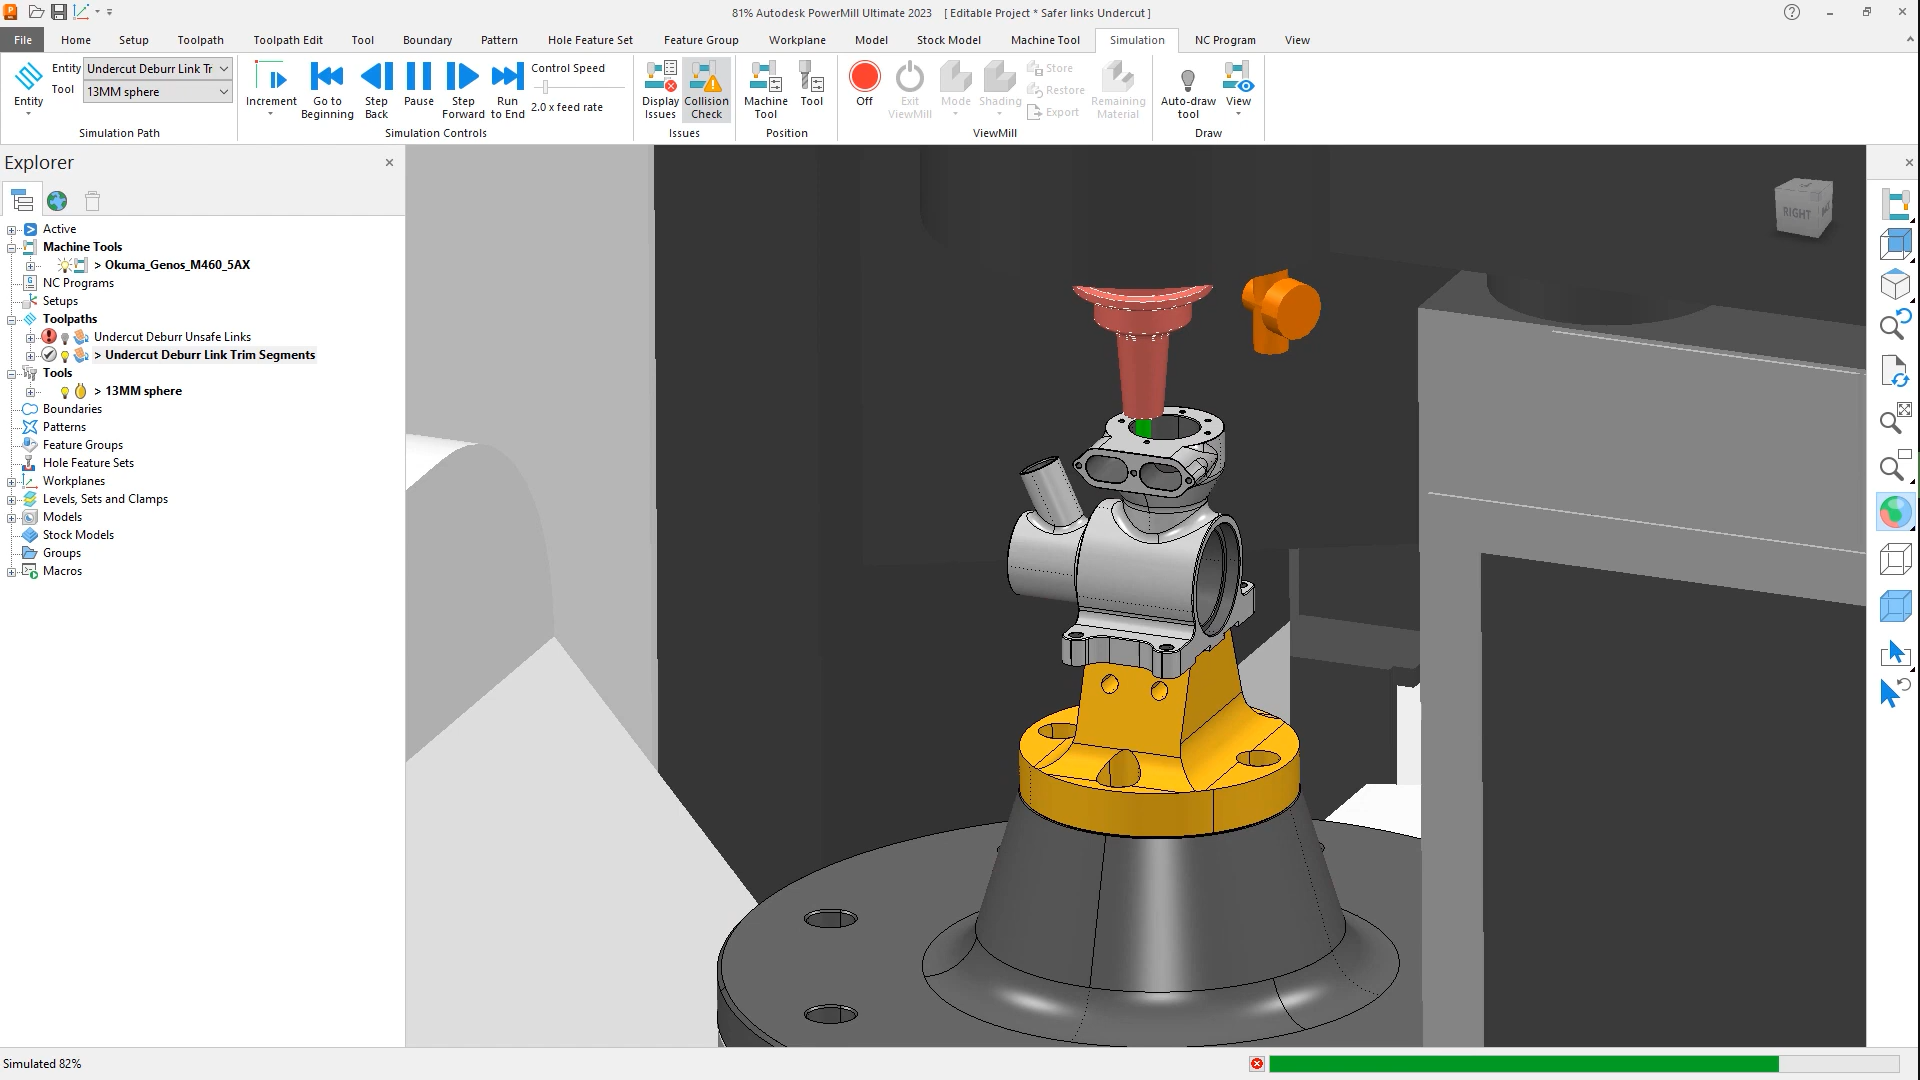 81% Autodesk PowerMill Ultimate 2023 [ Editable Project * Safer links Undercut ]
File Home Setup Toolpath Toolpath Edit Tool Boundary Pattern Hole Feature Set Feature Group Workplane Model Stock Model Machine Tool Simulation NC Program View
Entity
Entity Undercut Deburr Link Tr
Tool 13MM sphere
Simulation Path
Increment
Go to Beginning
Step Back
Pause
Step Forward
Run to End
Control Speed
2.0 x feed rate
Simulation Controls
Display Issues
Collision Check
Issues
Machine Tool
Tool
Position
Off
Exit ViewMill
Mode
Shading
Store
Restore
Export
Remaining Material
ViewMill
Auto-draw tool
View
Draw
Explorer
Active
Machine Tools
> Okuma_Genos_M460_5AX
NC Programs
Setups
Toolpaths
Undercut Deburr Unsafe Links
> Undercut Deburr Link Trim Segments
Tools
> 13MM sphere
Boundaries
Patterns
Feature Groups
Hole Feature Sets
Workplanes
Levels, Sets and Clamps
Models
Stock Models
Groups
Macros
RIGHT
Simulated 82%